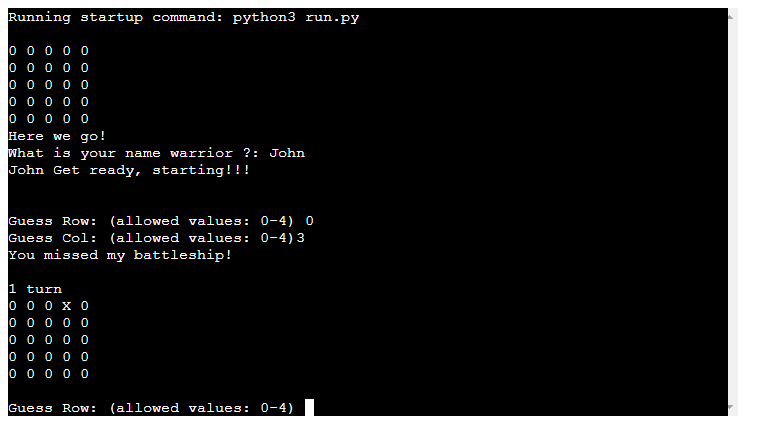 Running startup command: python3 run.py
0 0 0 0 0
0 0 0 0 0
0 0 0 0 0
0 0 0 0 0
0 0 0 0 0
Here we go!
What is your name warrior ?: John
John Get ready, starting!!!
Guess Row: (allowed values: 0-4) 0
Guess Col: (allowed values: 0-4)3
You missed my battleship!
1 turn
0 0 0 X 0
0 0 0 0 0
0 0 0 0 0
0 0 0 0 0
0 0 0 0 0
Guess Row: (allowed values: 0-4)